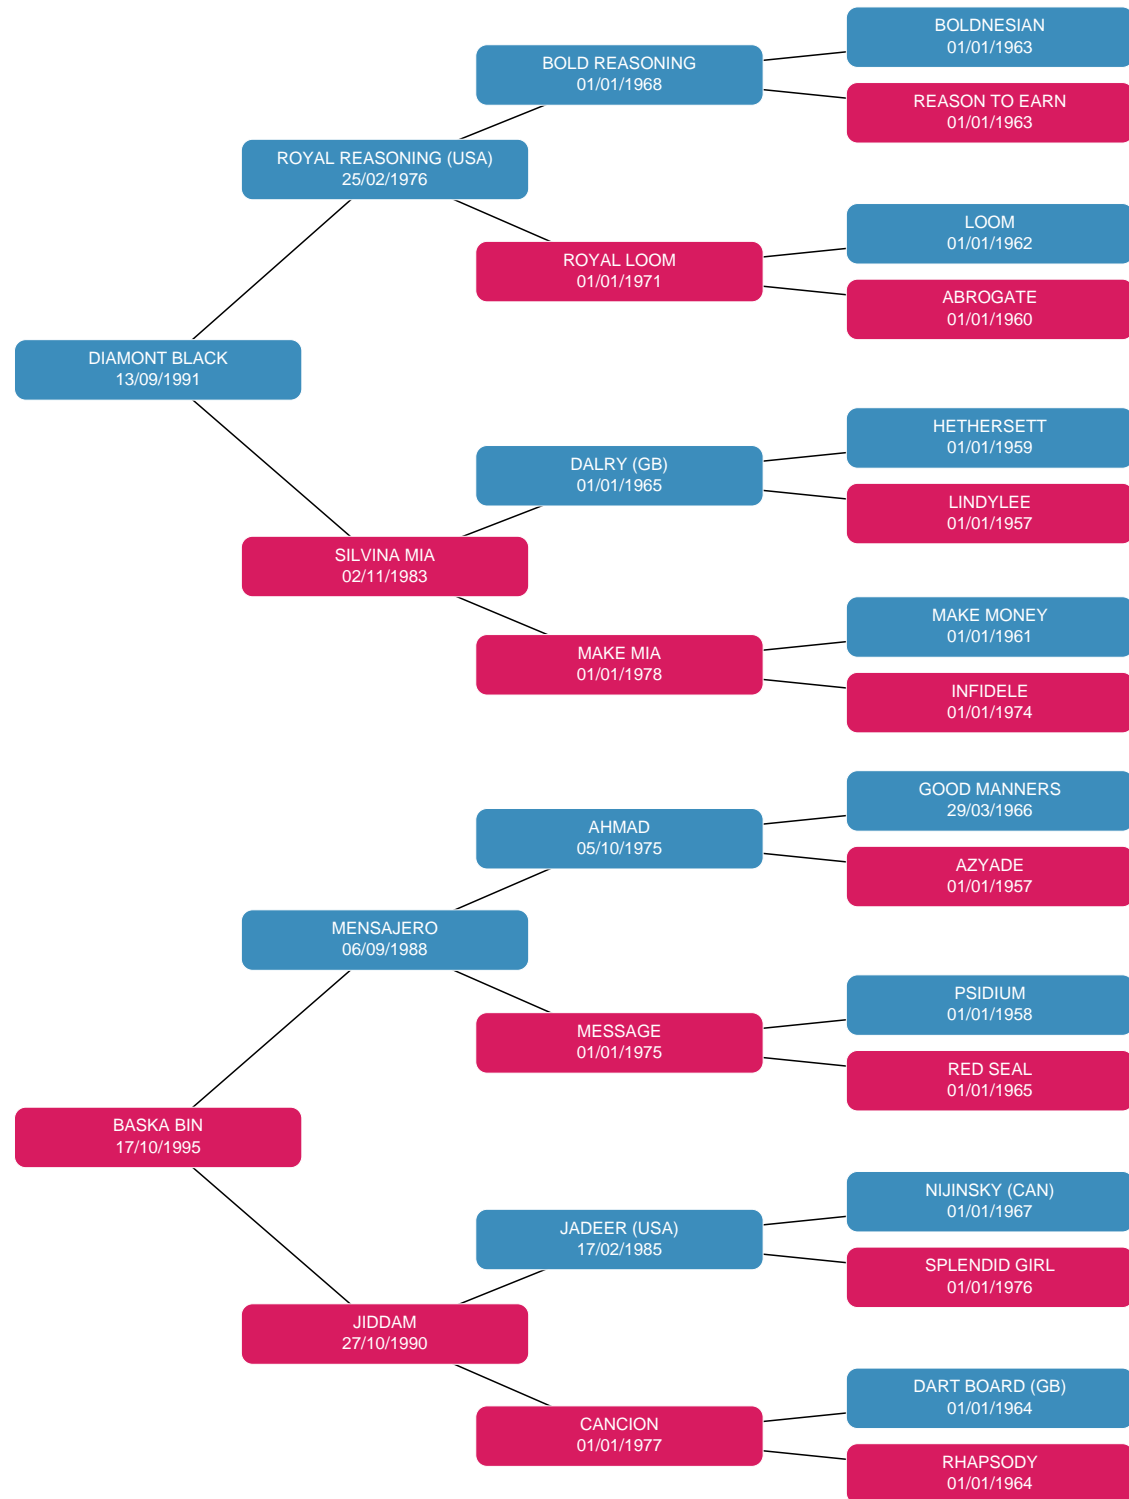 BOLDNESIAN
01/01/1963
BOLD REASONING
01/01/1968
REASON TO EARN
01/01/1963
ROYAL REASONING (USA)
25/02/1976
LOOM
01/01/1962
ROYAL LOOM
01/01/1971
ABROGATE
01/01/1960
DIAMONT BLACK
13/09/1991
HETHERSETT
01/01/1959
DALRY (GB)
01/01/1965
LINDYLEE
01/01/1957
SILVINA MIA
02/11/1983
MAKE MONEY
01/01/1961
MAKE MIA
01/01/1978
INFIDELE
01/01/1974
GOOD MANNERS
29/03/1966
AHMAD
05/10/1975
AZYADE
01/01/1957
MENSAJERO
06/09/1988
PSIDIUM
01/01/1958
MESSAGE
01/01/1975
RED SEAL
01/01/1965
BASKA BIN
17/10/1995
NIJINSKY (CAN)
01/01/1967
JADEER (USA)
17/02/1985
SPLENDID GIRL
01/01/1976
JIDDAM
27/10/1990
DART BOARD (GB)
01/01/1964
CANCION
01/01/1977
RHAPSODY
01/01/1964